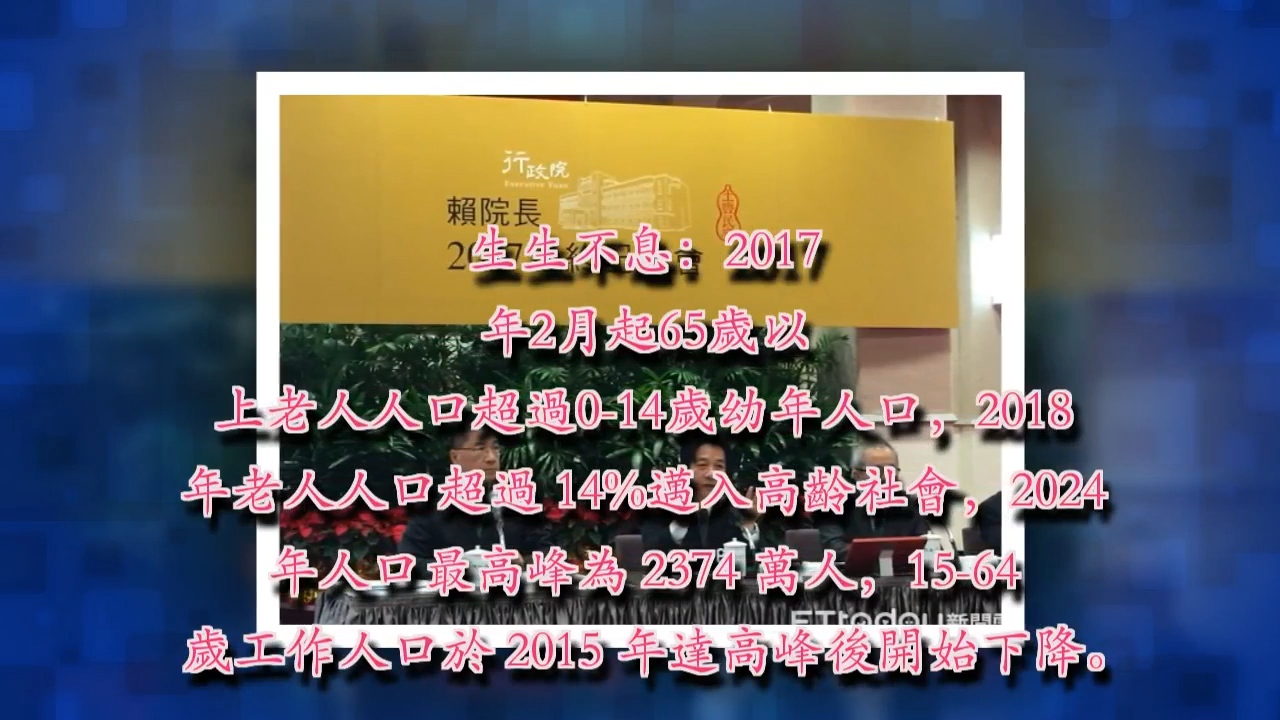 行政院
Executive Yuan
賴院長
生生不息：2017
年2月起65歲以
上老人人口超過0-14歲幼年人口，2018
年老人人口超過 14%邁入高齡社會，2024
年人口最高峰為 2374 萬人，15-64
歲工作人口於 2015 年達高峰後開始下降。
ETtoday新聞